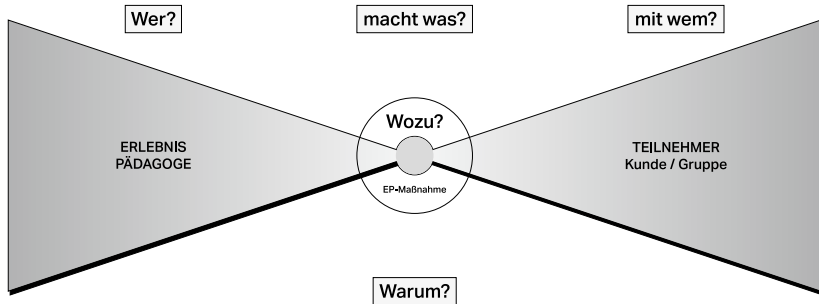 Wer?
macht was?
mit wem?
Wozu?
ERLEBNIS
PÄDAGOGE
TEILNEHMER
Kunde / Gruppe
EP-Maßnahme
Warum?